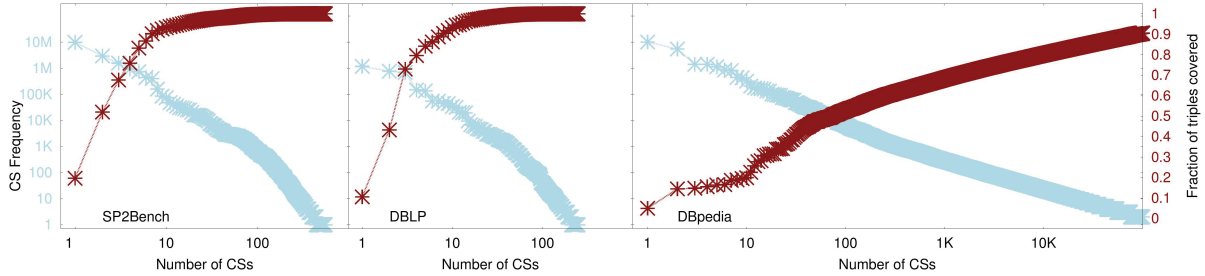 CS Frequency
10M
1M
100K
10K
1K
100
10
1
SP2Bench
1 10 100
Number of CSs
DBLP
1 10 100
Number of CSs
DBpedia
1 10 100 1K 10K
Number of CSs
1
0.9
0.8
0.7
0.6
0.5
0.4
0.3
0.2
0.1
0
Fraction of triples covered